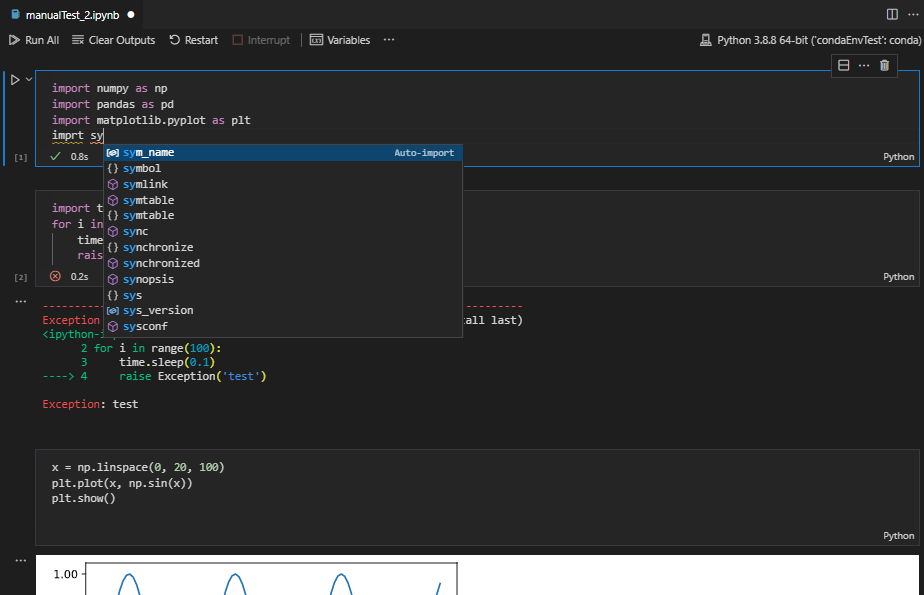 manualTest_2.ipynb
Run All Clear Outputs Restart Interrupt Variables Python 3.8.8 64-bit ('condaEnvTest': conda)
import numpy as np
import pandas as pd
import matplotlib.pyplot as plt
imprt sy
[1] 0.8s Python
sym_name Auto-import
symbol
symlink
symtable
symtable
sync
synchronize
synchronized
synopsis
sys
sys_version
sysconf
import t
for i in
time
rais
[2] 0.2s Python
Exception all last)
<ipython-i
2 for i in range(100):
3 time.sleep(0.1)
----> 4 raise Exception('test')
Exception: test
x = np.linspace(0, 20, 100)
plt.plot(x, np.sin(x))
plt.show()
Python
1.00